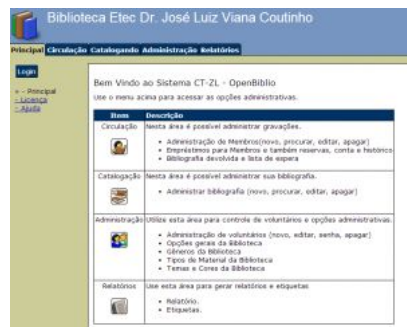 Biblioteca Etec Dr. José Luiz Viana Coutinho
Principal Circulação Catalogando Administração Relatórios
Login
» - Principal
- Licença
- Ajuda
Bem Vindo ao Sistema CT-ZL - OpenBiblio
Use o menu acima para acessar as opções administrativas.
Item Descrição
Circulação Nesta área é possível administrar gravações.
• Administração de Membros(novo, procurar, editar, apagar)
• Empréstimos para Membros e também reservas, conta e histórico
• Bibliografia devolvida e lista de espera
Catalogação Nesta área é possível administrar sua bibliografia.
• Administrar bibliografia (novo, procurar, editar, apagar)
Administração Utilize esta área para controle de voluntários e opções administrativas.
• Administração de voluntários (novo, editar, senha, apagar)
• Opções gerais da Biblioteca
• Gêneros da Biblioteca
• Tipos de Material da Biblioteca
• Temas e Cores da Biblioteca
Relatórios Use esta área para gerar relatórios e etiquetas
• Relatório.
• Etiquetas.